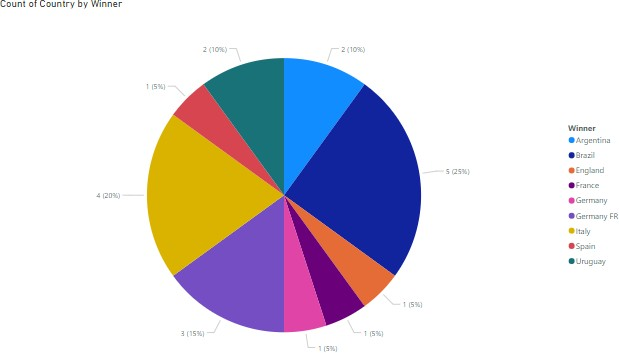 Count of Country by Winner
2 (10%)
2 (10%)
1 (5%)
5 (25%)
4 (20%)
1 (5%)
3 (15%)
1 (5%)
1 (5%)
Winner
Argentina
Brazil
England
France
Germany
Germany FR
Italy
Spain
Uruguay